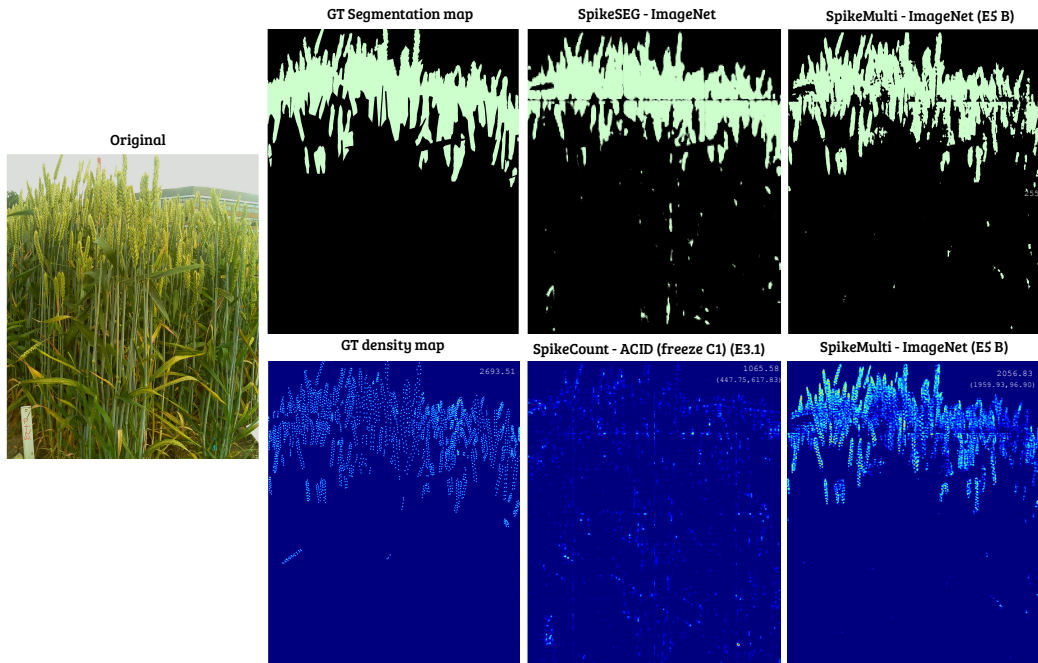 GT Segmentation map
SpikeSEG - ImageNet
SpikeMulti - ImageNet (E5 B)
Original
255
GT density map
SpikeCount - ACID (freeze C1) (E3.1)
SpikeMulti - ImageNet (E5 B)
2693.51
1065.58
(447.75,617.83)
2056.83
(1959.93,96.90)